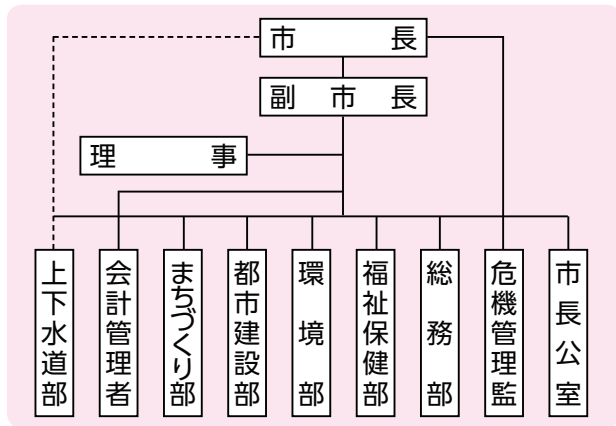 市長
副市長
理事
上下水道部
会計管理者
まちづくり部
都市建設部
環境部
福祉保健部
総務部
危機管理監
市長公室